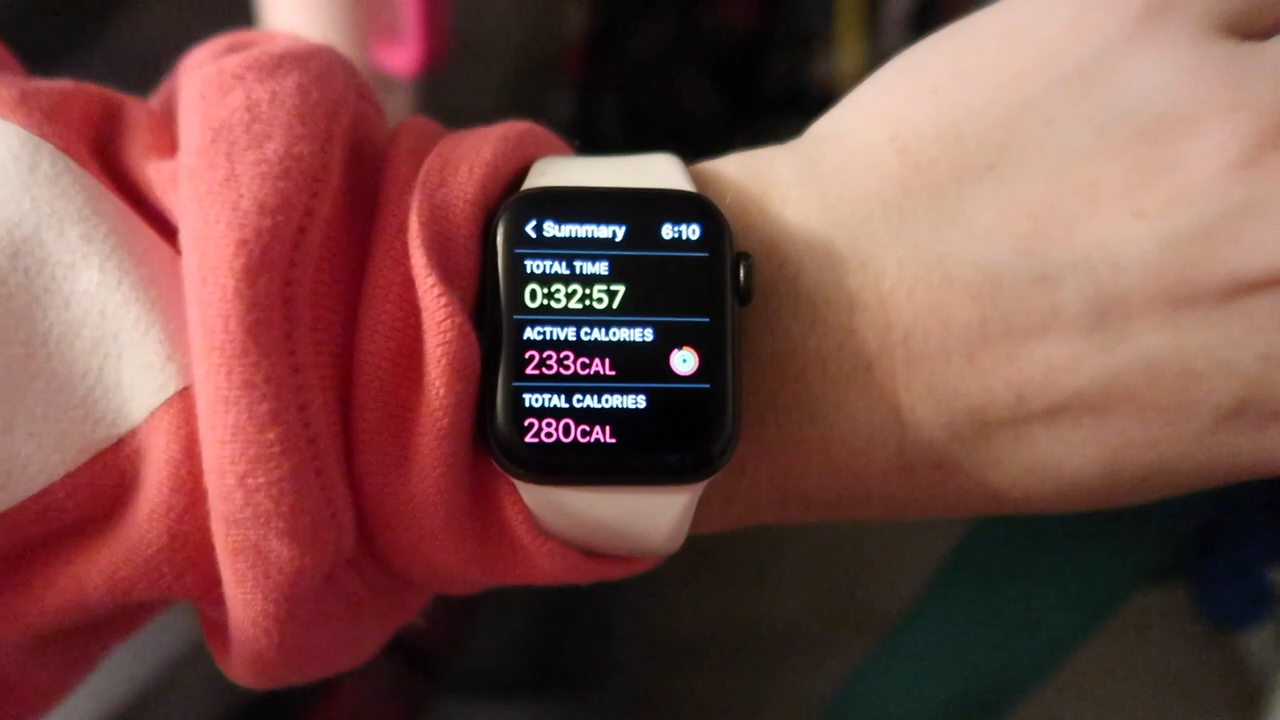 < Summary 6:10
TOTAL TIME
0:32:57
ACTIVE CALORIES
233CAL
TOTAL CALORIES
280CAL